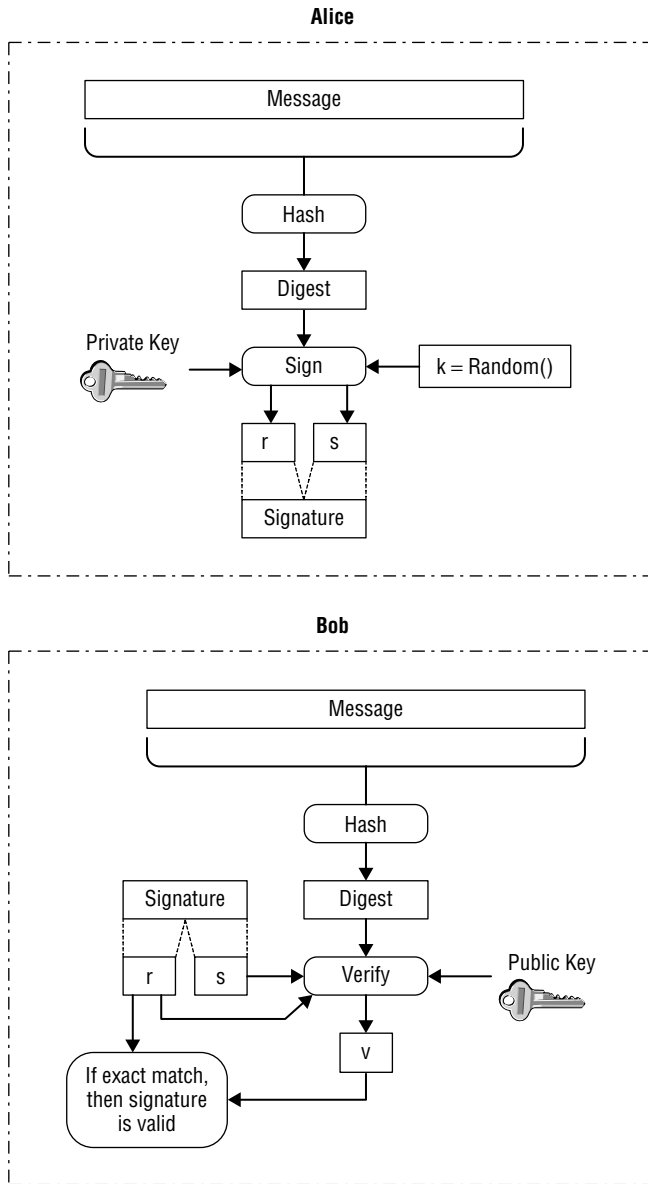 Alice
Message
Hash
Digest
Private Key
Sign
k = Random()
r
s
Signature
Bob
Message
Hash
Signature
Digest
r
s
Verify
Public Key
v
If exact match,
then signature
is valid